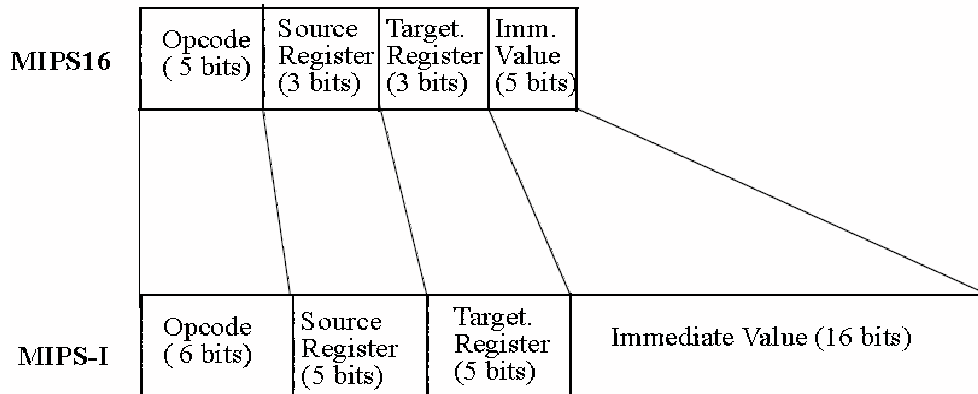 MIPS16
Opcode
( 5 bits)
Source
Register
(3 bits)
Target.
Register
(3 bits)
Imm.
Value
(5 bits)
MIPS-I
Opcode
( 6 bits)
Source
Register
(5 bits)
Target.
Register
(5 bits)
Immediate Value (16 bits)